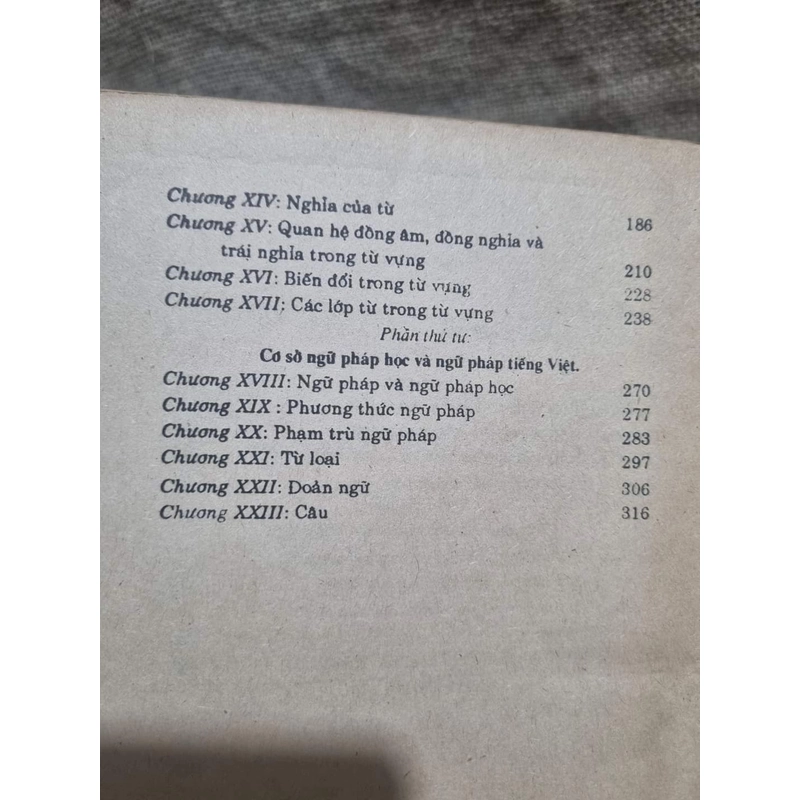 Chương XIV: Nghĩa của từ 186
Chương XV: Quan hệ đồng âm, đồng nghĩa và
trái nghĩa trong từ vựng 210
Chương XVI: Biến đổi trong từ vựng 228
Chương XVII: Các lớp từ trong từ vựng 238
Phần thứ tư:
Cơ sở ngữ pháp học và ngữ pháp tiếng Việt.
Chương XVIII: Ngữ pháp và ngữ pháp học 270
Chương XIX : Phương thức ngữ pháp 277
Chương XX: Phạm trù ngữ pháp 283
Chương XXI: Từ loại 297
Chương XXII: Đoản ngữ 306
Chương XXIII: Câu 316